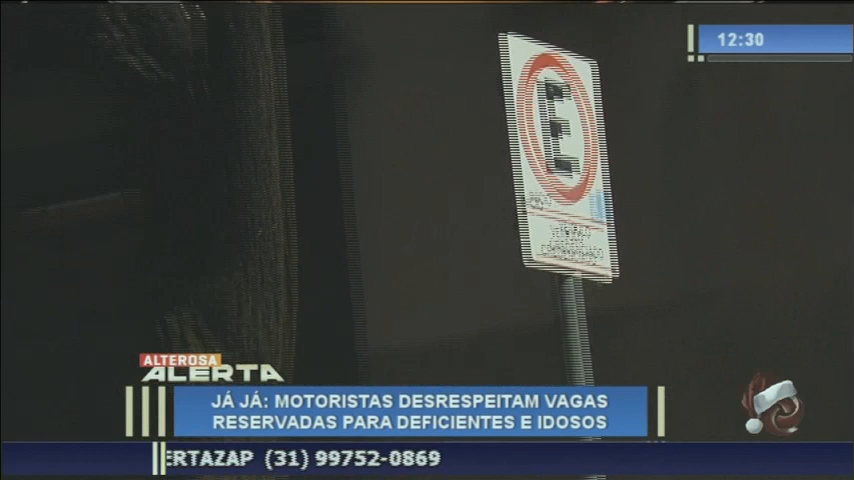 12:30
E
ALTEROSA
ALERTA
JÁ JÁ: MOTORISTAS DESRESPEITAM VAGAS
RESERVADAS PARA DEFICIENTES E IDOSOS
ERTAZAP (31) 99752-0869